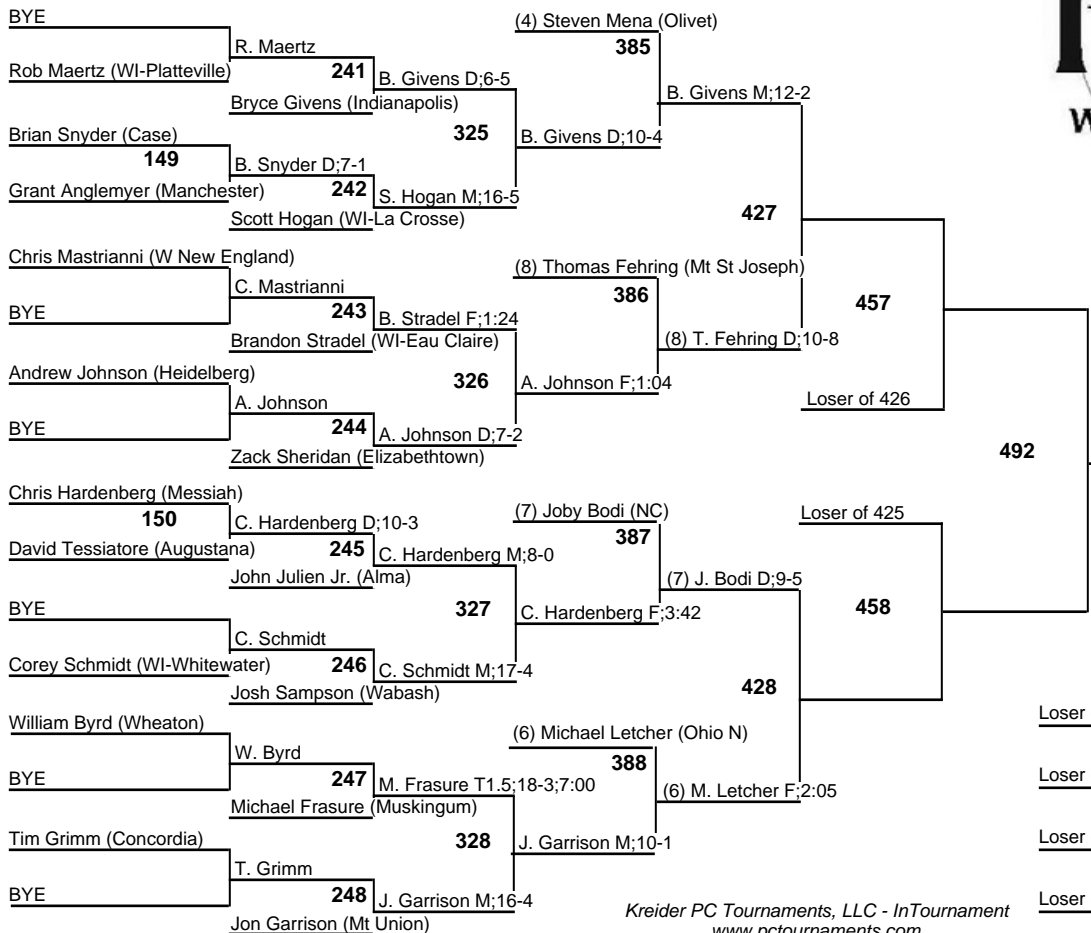 BYE
(4) Steven Mena (Olivet)
R. Maertz
385
Rob Maertz (WI-Platteville)
241
B. Givens D;6-5
B. Givens M;12-2
Bryce Givens (Indianapolis)
325
Brian Snyder (Case)
B. Givens D;10-4
149
B. Snyder D;7-1
Grant Anglemyer (Manchester)
242
S. Hogan M;16-5
427
Scott Hogan (WI-La Crosse)
Chris Mastrianni (W New England)
(8) Thomas Fehring (Mt St Joseph)
C. Mastrianni
386
457
BYE
243
B. Stradel F;1:24
Brandon Stradel (WI-Eau Claire)
(8) T. Fehring D;10-8
Andrew Johnson (Heidelberg)
326
A. Johnson F;1:04
A. Johnson
Loser of 426
BYE
244
A. Johnson D;7-2
492
Zack Sheridan (Elizabethtown)
Chris Hardenberg (Messiah)
(7) Joby Bodi (NC)
Loser of 425
150
C. Hardenberg D;10-3
387
David Tessiatore (Augustana)
245
C. Hardenberg M;8-0
John Julien Jr. (Alma)
(7) J. Bodi D;9-5
BYE
327
C. Hardenberg F;3:42
458
C. Schmidt
Corey Schmidt (WI-Whitewater)
246
C. Schmidt M;17-4
428
Josh Sampson (Wabash)
William Byrd (Wheaton)
(6) Michael Letcher (Ohio N)
Loser
W. Byrd
388
BYE
247
M. Frasure T1.5;18-3;7:00
(6) M. Letcher F;2:05
Loser
Michael Frasure (Muskingum)
Tim Grimm (Concordia)
328
J. Garrison M;10-1
Loser
T. Grimm
BYE
248
J. Garrison M;16-4
Loser
Jon Garrison (Mt Union)
Kreider PC Tournaments, LLC - InTournament
www.pctournaments.com